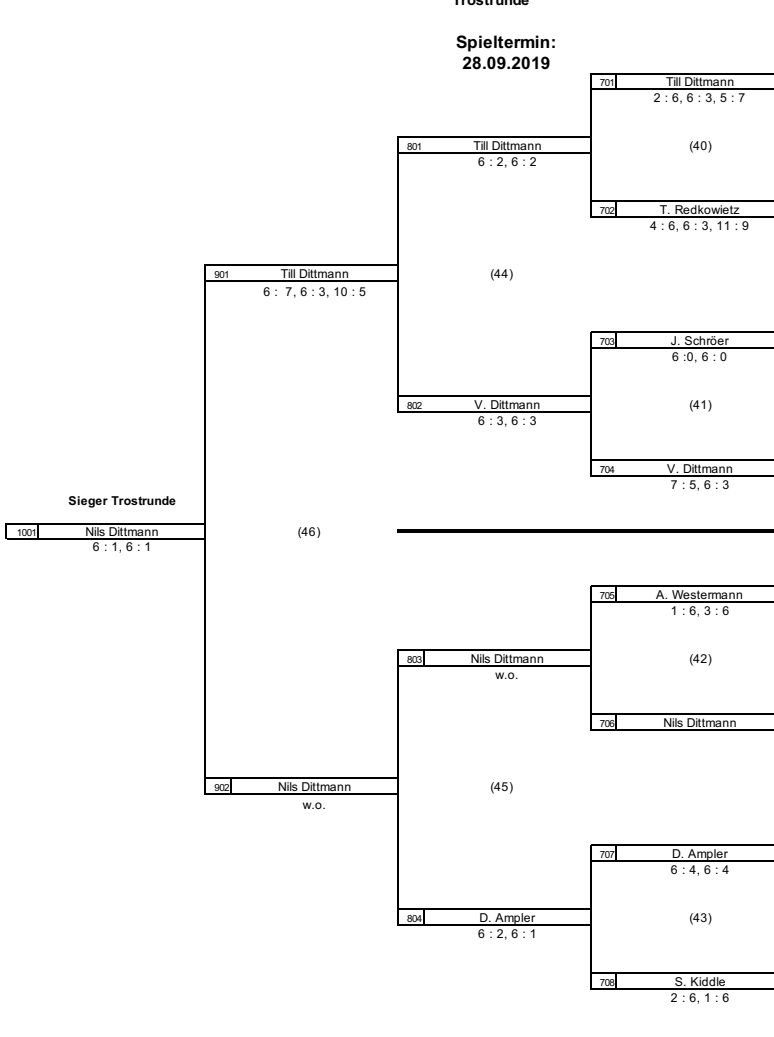 Trostrunde
Spieltermin:
28.09.2019
701 Till Dittmann
2 : 6, 6 : 3, 5 : 7
801 Till Dittmann
(40)
6 : 2, 6 : 2
702 T. Redkowietz
4 : 6, 6 : 3, 11 : 9
901 Till Dittmann
(44)
6 : 7, 6 : 3, 10 : 5
703 J. Schröer
6 :0, 6 : 0
802 V. Dittmann
(41)
6 : 3, 6 : 3
704 V. Dittmann
7 : 5, 6 : 3
Sieger Trostrunde
1001 Nils Dittmann
(46)
6 : 1, 6 : 1
705 A. Westermann
1 : 6, 3 : 6
803 Nils Dittmann
(42)
w.o.
706 Nils Dittmann
902 Nils Dittmann
(45)
w.o.
707 D. Ampler
6 : 4, 6 : 4
804 D. Ampler
(43)
6 : 2, 6 : 1
708 S. Kiddle
2 : 6, 1 : 6